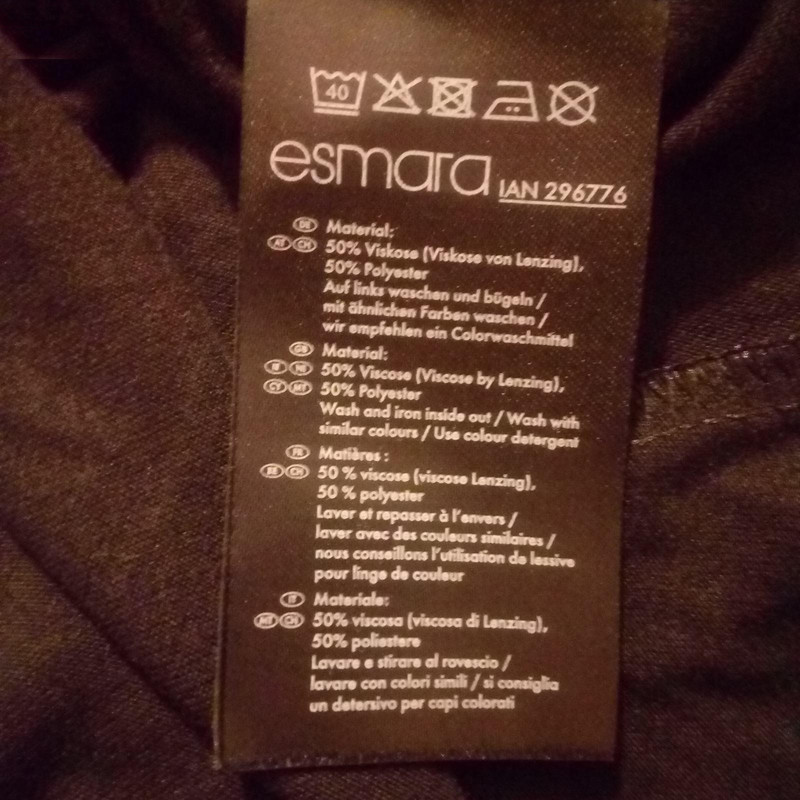 40
esmara IAN 296776
DE Material:
AT CH 50% Viskose (Viskose von Lenzing),
50% Polyester
Auf links waschen und bügeln /
mit ähnlichen Farben waschen /
wir empfehlen ein Colorwaschmittel
GB Material:
IE NI 50% Viscose (Viscose by Lenzing),
CY MT 50% Polyester
Wash and iron inside out / Wash with
similar colours / Use colour detergent
FR Matières :
BE CH 50 % viscose (viscose Lenzing),
50 % polyester
Laver et repasser à l'envers /
laver avec des couleurs similaires /
nous conseillons l'utilisation de lessive
pour linge de couleur
IT Materiale:
MT CH 50% viscosa (viscosa di Lenzing),
50% poliestere
Lavare e stirare al rovescio /
lavare con colori simili / si consiglia
un detersivo per capi colorati